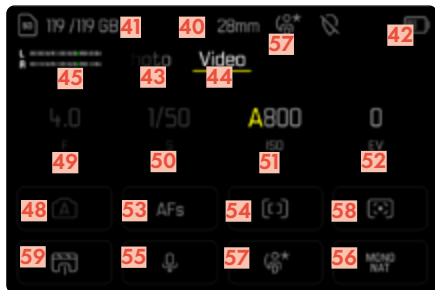 119 / 119 GB 41 40 28mm 57 42
L
R 45
Photo 43 Video 44
4.0 1/50 A800 0
F 49 S 50 ISO 51 EV 52
48 A 53 AFs 54 58
59 55 57 56 MONO NAT